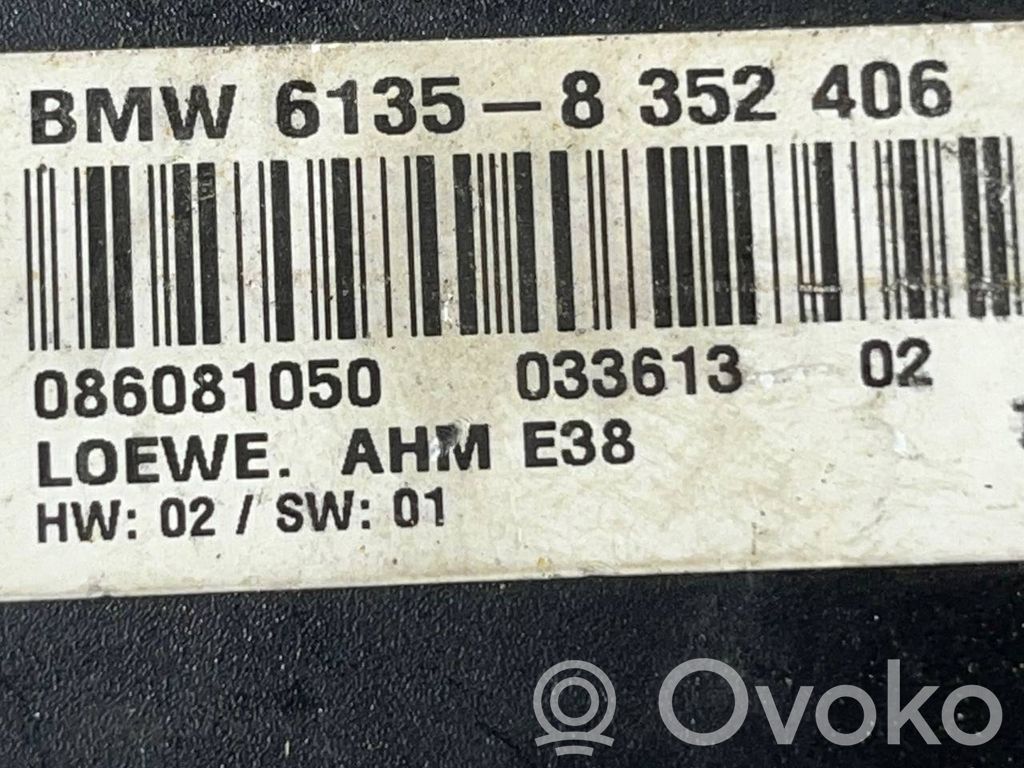 BMW 6135-8 352 406
086081050 033613 02
LOEWE. AHM E38
HW: 02 / SW: 01
Ovoko